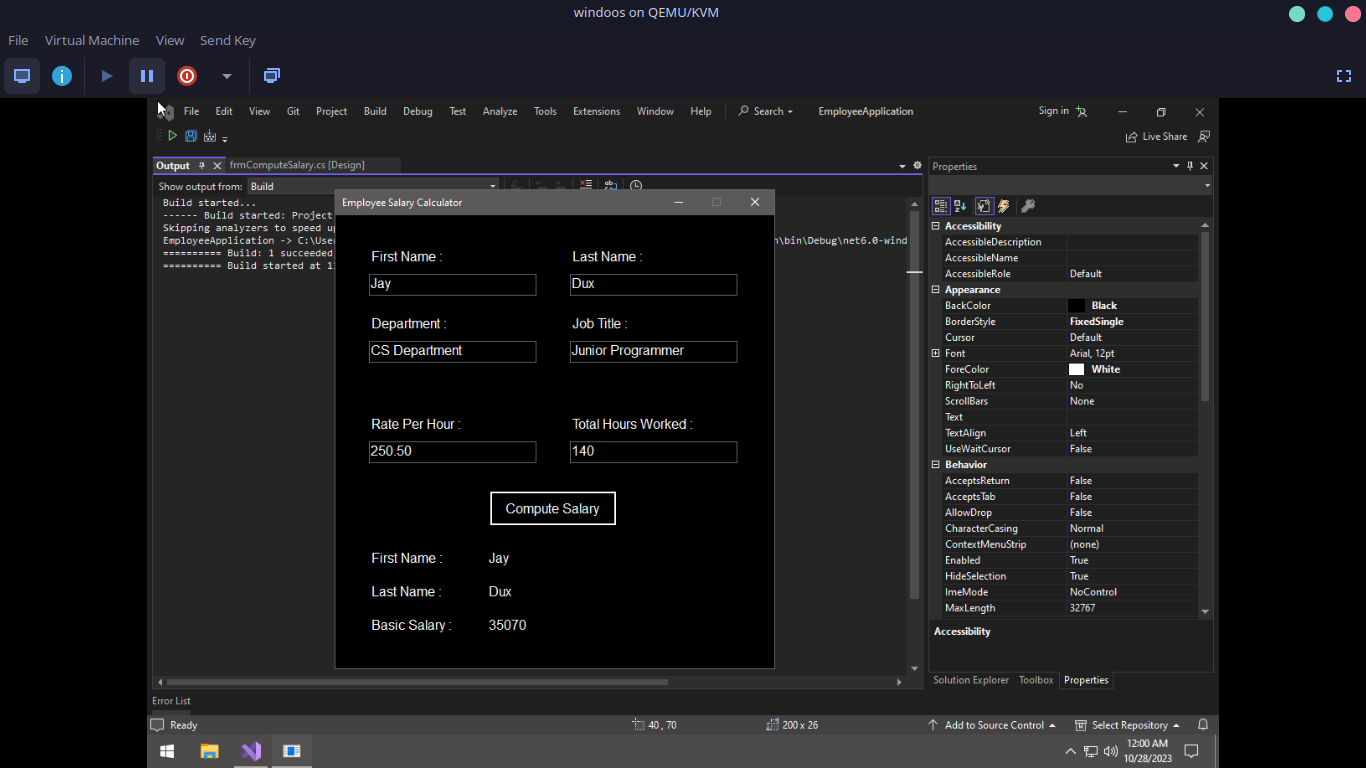 windoos on QEMU/KVM
File Virtual Machine View Send Key
File Edit View Git Project Build Debug Test Analyze Tools Extensions Window Help Search EmployeeApplication Sign in
Live Share
Output frmComputeSalary.cs [Design]
Show output from: Build
Build started...
------ Build started: Project
Skipping analyzers to speed
EmployeeApplication -> C:\User
n\bin\Debug\net6.0-wind
========== Build: 1 succeeded
========== Build started at
Employee Salary Calculator
First Name : Last Name :
Jay Dux
Department : Job Title :
CS Department Junior Programmer
Rate Per Hour : Total Hours Worked :
250.50 140
Compute Salary
First Name : Jay
Last Name : Dux
Basic Salary : 35070
Properties
Accessibility
AccessibleDescription
AccessibleName
AccessibleRole Default
Appearance
BackColor Black
BorderStyle FixedSingle
Cursor Default
Font Arial, 12pt
ForeColor White
RightToLeft No
ScrollBars None
Text
TextAlign Left
UseWaitCursor False
Behavior
AcceptsReturn False
AcceptsTab False
AllowDrop False
CharacterCasing Normal
ContextMenuStrip (none)
Enabled True
HideSelection True
ImeMode NoControl
MaxLength 32767
Accessibility
Solution Explorer Toolbox Properties
Error List
Ready 40 , 70 200 x 26 Add to Source Control Select Repository
12:00 AM
10/28/2023